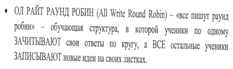 • ОЛ РАЙТ РАУНД РОБИН (All Write Round Robin) – «все пишут раунд
робин» – обучающая структура, в которой ученики по одному
ЗАЧИТЫВАЮТ свои ответы по кругу, а ВСЕ остальные ученики
ЗАПИСЫВАЮТ новые идеи на своих листках.